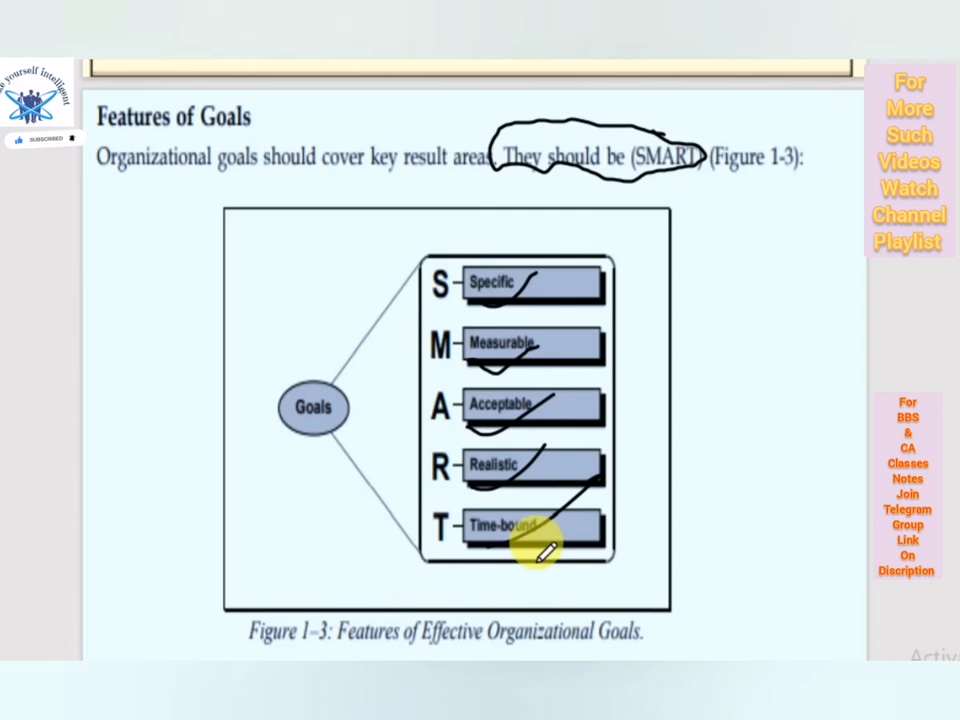 yourself intelligent
SUBSCRIBED
Features of Goals
Organizational goals should cover key result areas. They should be (SMART) (Figure 1-3):
Goals
S Specific
M Measurable
A Acceptable
R Realistic
T Time-bound
Figure 1–3: Features of Effective Organizational Goals.
For
More
Such
Videos
Watch
Channel
Playlist
For
BBS
&
CA
Classes
Notes
Join
Telegram
Group
Link
On
Discription